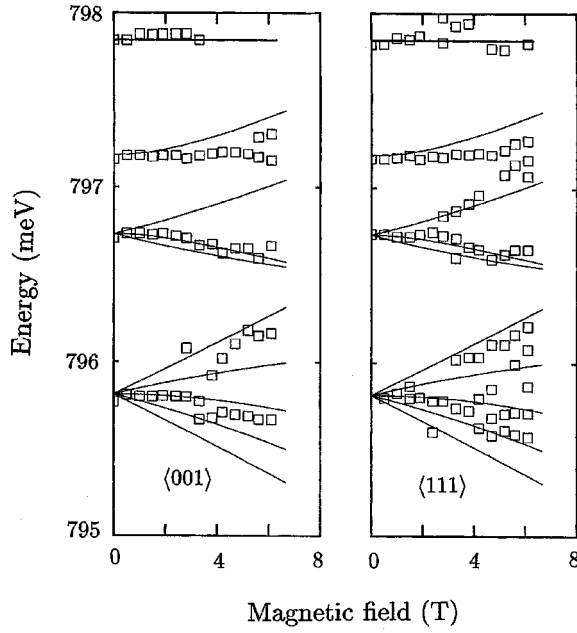 798
797
796
795
Energy (meV)
⟨001⟩
⟨111⟩
0 4 8 0 4 8
Magnetic field (T)